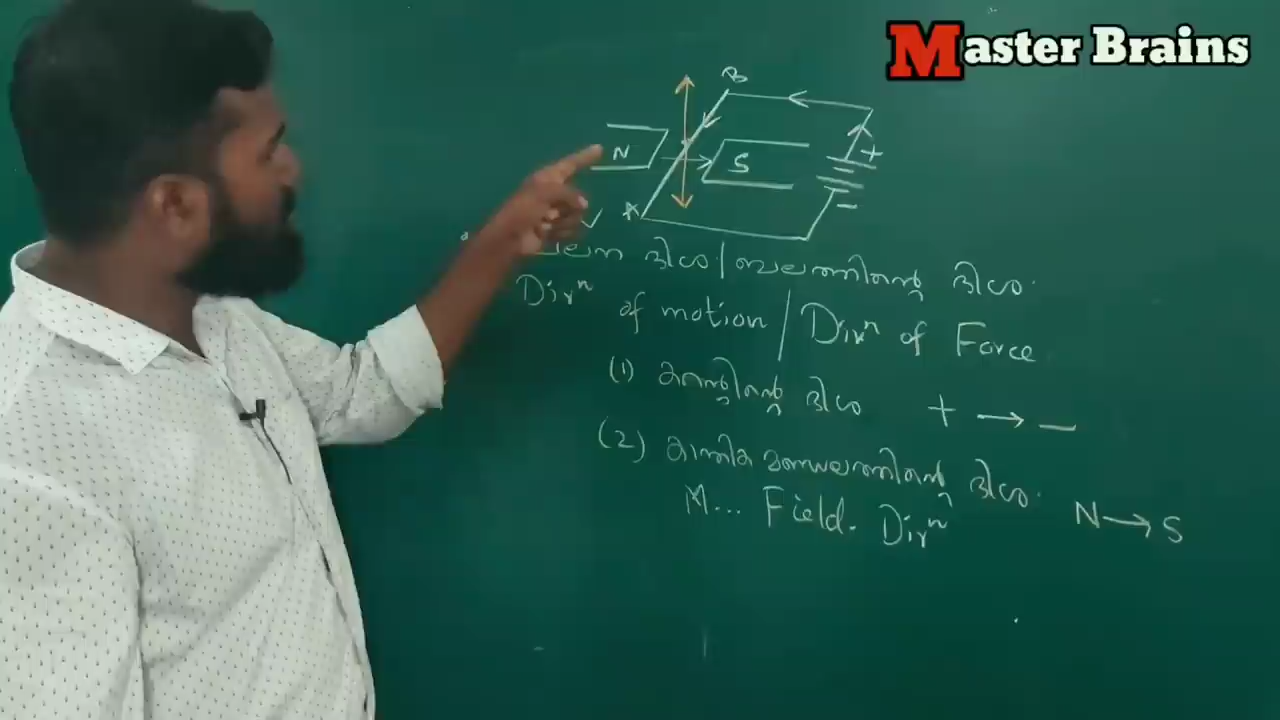 Master Brains
B
N
S
+
A
−
ചലന ദിശ / ബലത്തിന്റെ ദിശ.
Dirⁿ of motion / Dirⁿ of Force
(1) കറന്റിന്റെ ദിശ + → −
(2) കാന്തിക മണ്ഡലത്തിന്റെ ദിശ. N → S
M... Field. Dirⁿ